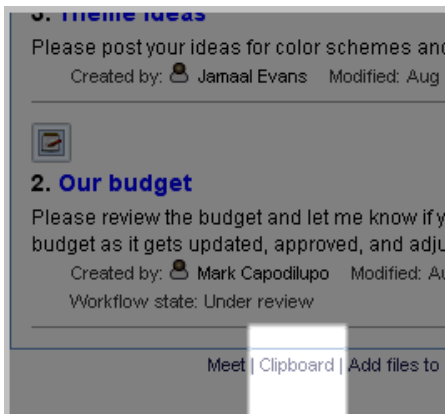 3. Theme ideas
Please post your ideas for color schemes and
Created by: Jamaal Evans Modified: Aug
2. Our budget
Please review the budget and let me know if y
budget as it gets updated, approved, and adju
Created by: Mark Capodilupo Modified: Au
Workflow state: Under review
Meet | Clipboard | Add files to